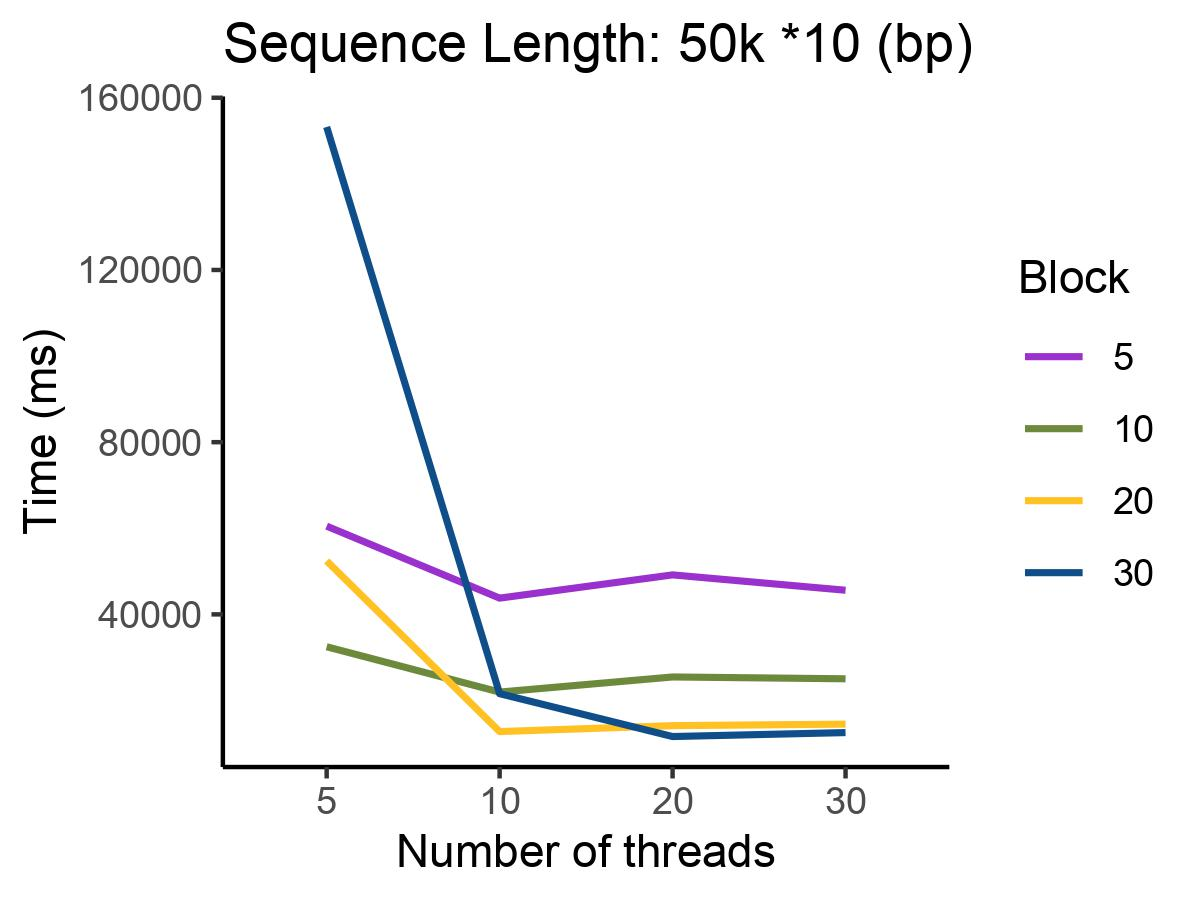 Sequence Length: 50k *10 (bp)
160000
120000
80000
40000
Time (ms)
5 10 20 30
Number of threads
Block
5
10
20
30